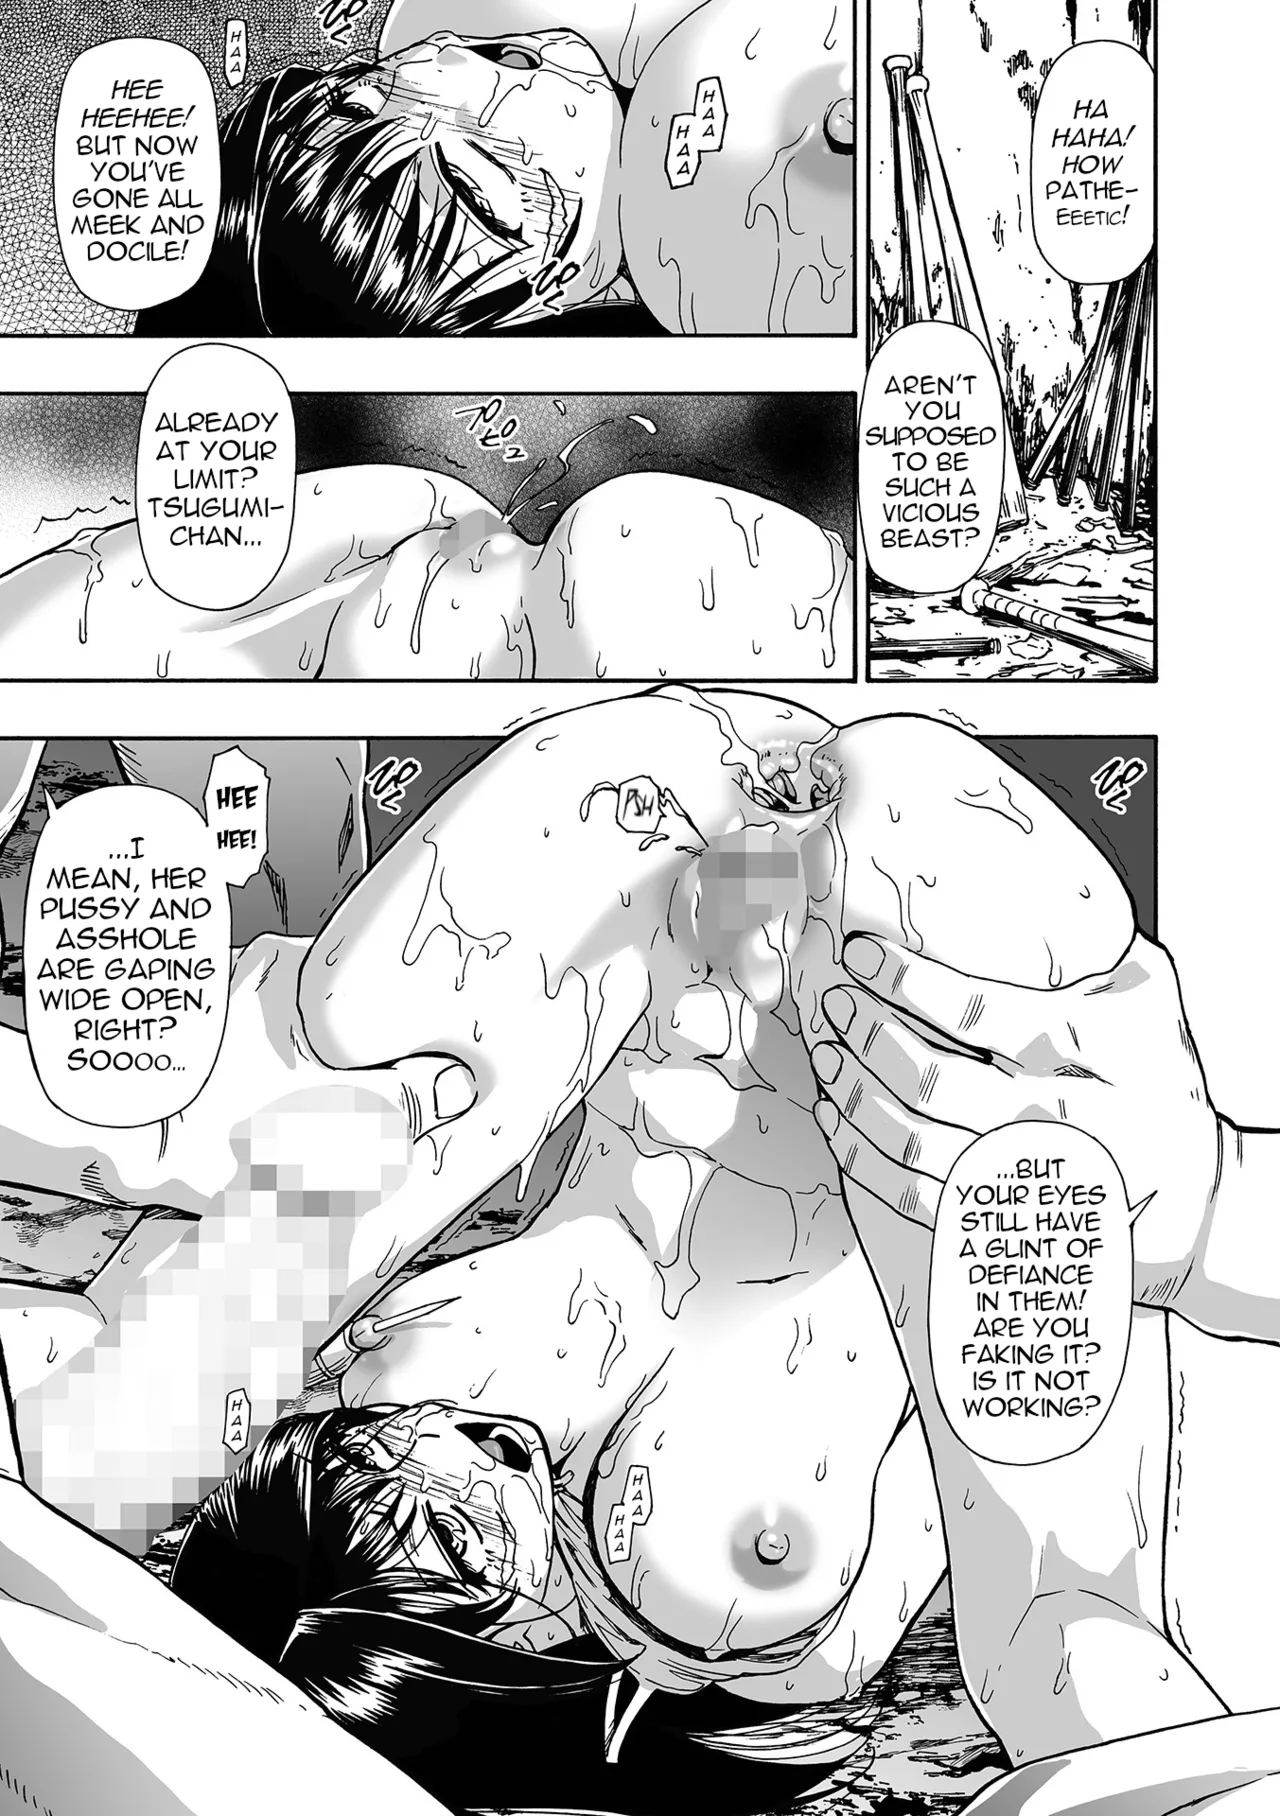 HA
HAHA!
HOW
PATHE-
EEETIC!
AREN'T
YOU
SUPPOSED
TO BE
SUCH A
VICIOUS
BEAST?
HEE
HEEHEE!
BUT NOW
YOU'VE
GONE ALL
MEEK AND
DOCILE!
HAA
HAA
HAA
ALREADY
AT YOUR
LIMIT?
TSUGUMI-
CHAN...
PSH
HEE
HEE!
...I
MEAN, HER
PUSSY AND
ASSHOLE
ARE GAPING
WIDE OPEN,
RIGHT?
SOOOO...
...BUT
YOUR EYES
STILL HAVE
A GLINT OF
DEFIANCE
IN THEM!
ARE YOU
FAKING IT?
IS IT NOT
WORKING?
HAA
HAA
HAA